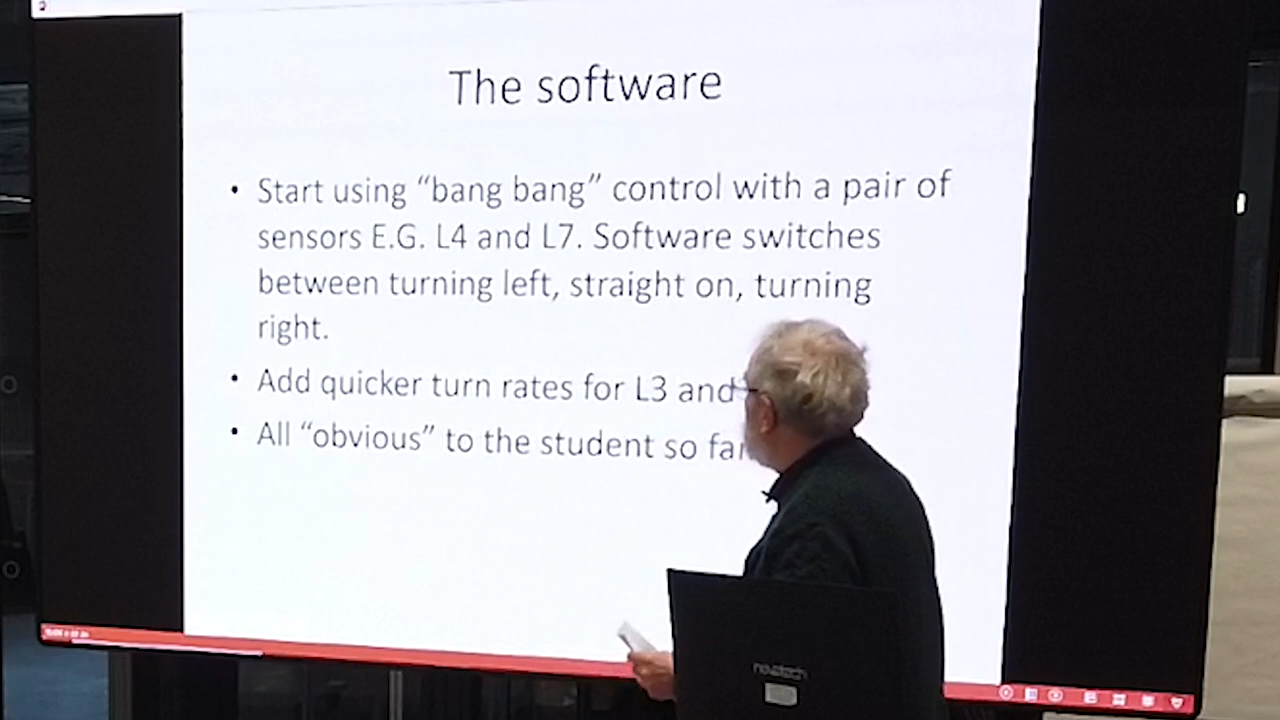 The software
• Start using “bang bang” control with a pair of
sensors E.G. L4 and L7. Software switches
between turning left, straight on, turning
right.
• Add quicker turn rates for L3 and
• All “obvious” to the student so far
novatech